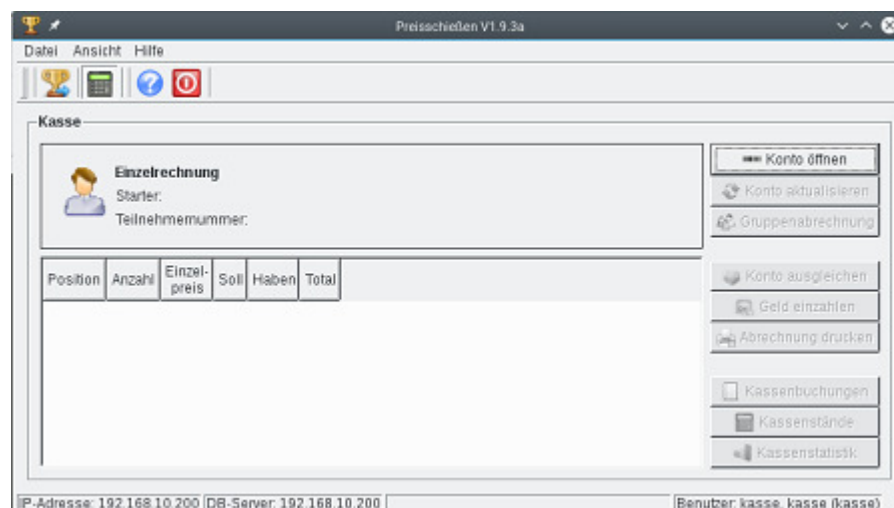 Preisschießen V1.9.3a
Datei Ansicht Hilfe
Kasse
Einzelrechnung
Starter:
Teilnehmernummer:
Konto öffnen
Konto aktualisieren
Gruppenabrechnung
Position Anzahl Einzel-
preis Soll Haben Total
Konto ausgleichen
Geld einzahlen
Abrechnung drucken
Kassenbuchungen
Kassenstände
Kassenstatistik
IP-Adresse: 192.168.10.200 DB-Server: 192.168.10.200 Benutzer: kasse, kasse (kasse)